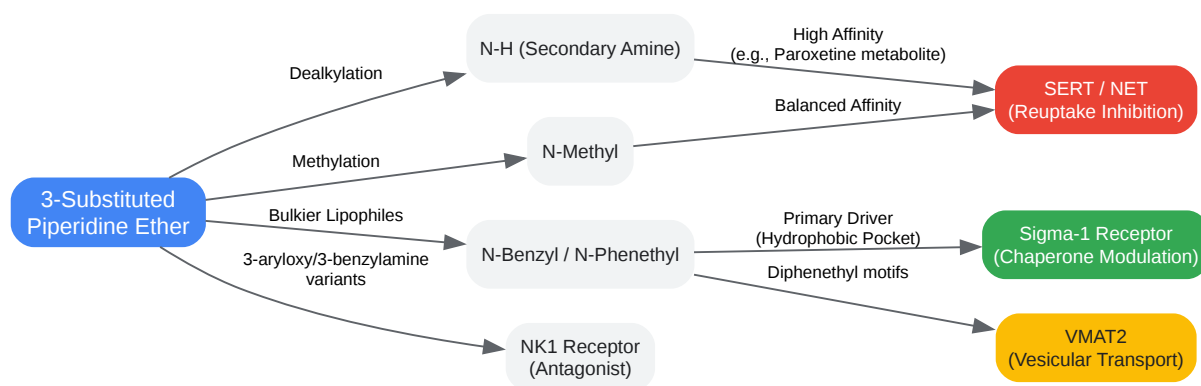 3-Substituted
Piperidine Ether
Dealkylation
Methylation
Bulkier Lipophiles
3-aryloxy/3-benzylamine
variants
N-H (Secondary Amine)
N-Methyl
N-Benzyl / N-Phenethyl
NK1 Receptor
(Antagonist)
High Affinity
(e.g., Paroxetine metabolite)
Balanced Affinity
Primary Driver
(Hydrophobic Pocket)
Diphenethyl motifs
SERT / NET
(Reuptake Inhibition)
Sigma-1 Receptor
(Chaperone Modulation)
VMAT2
(Vesicular Transport)